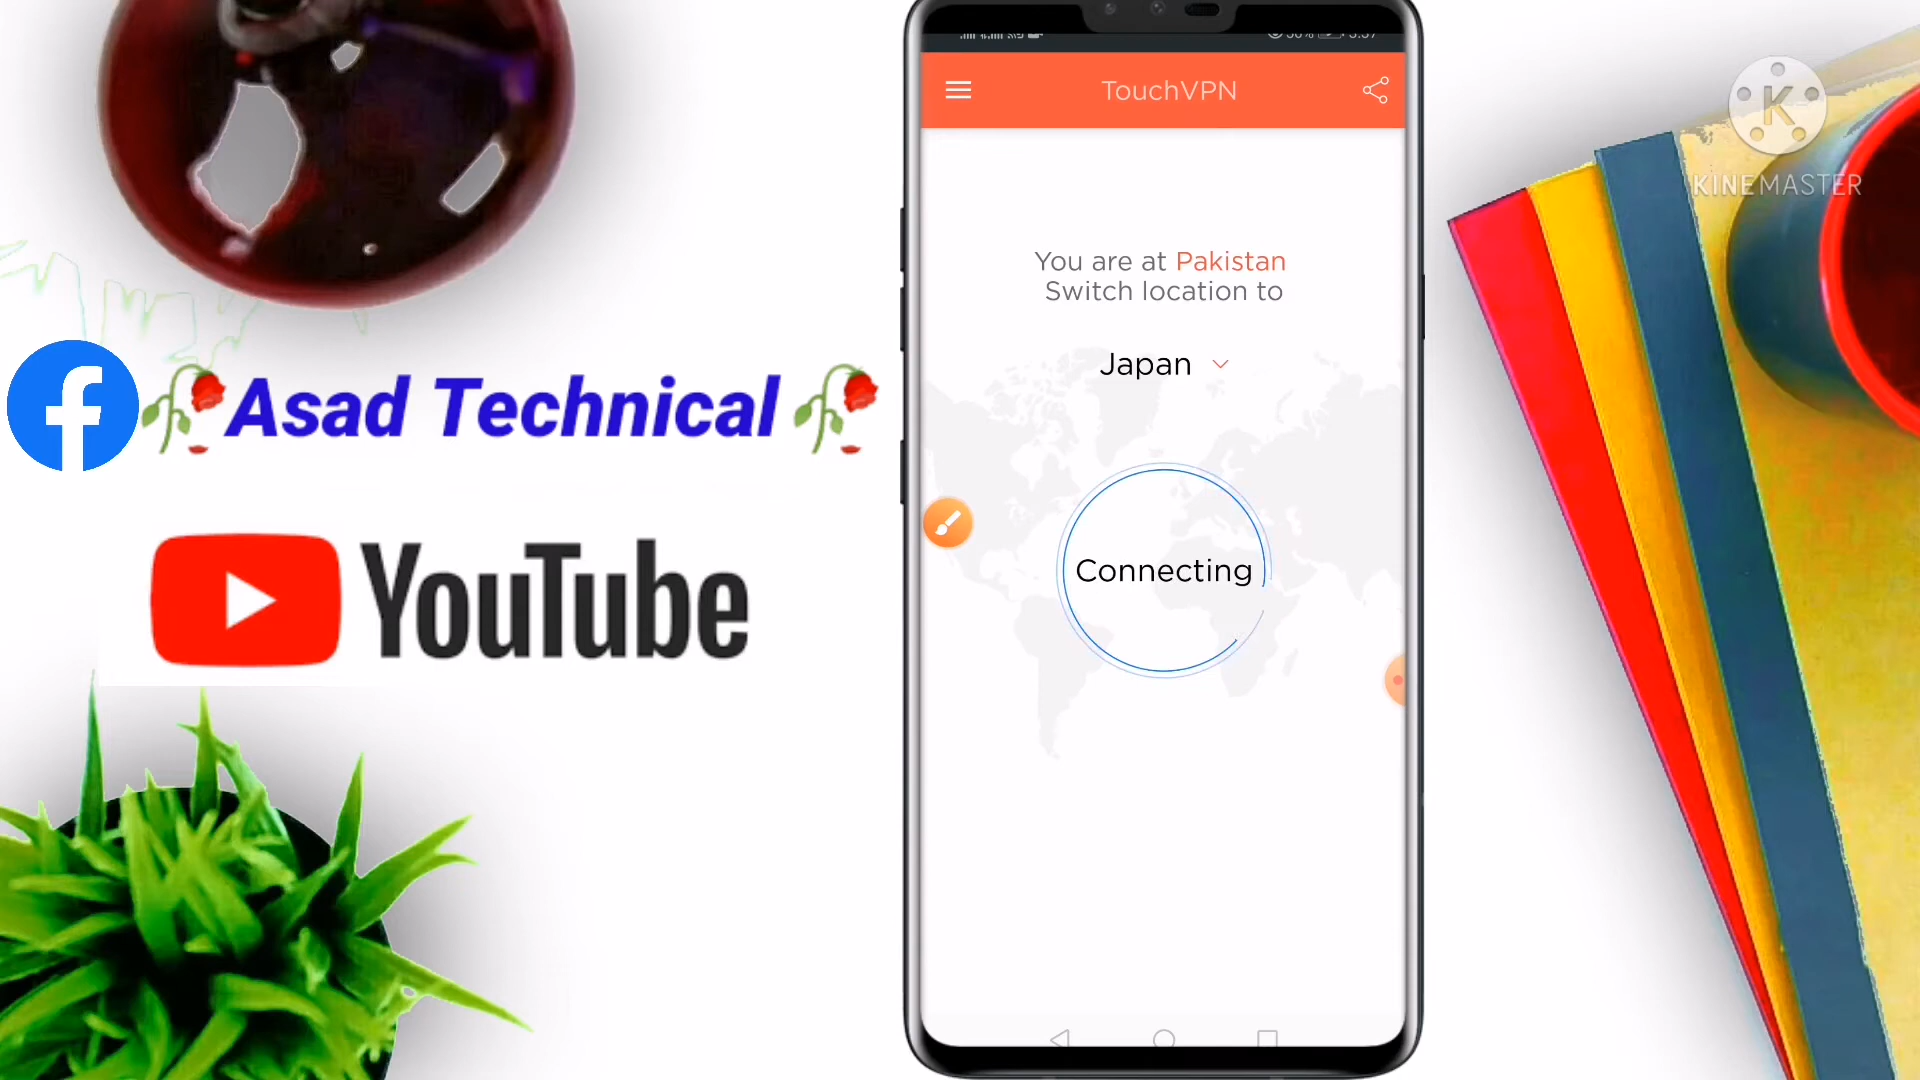 TouchVPN
K
KINEMASTER
You are at Pakistan
Switch location to
Japan
Asad Technical
YouTube
Connecting